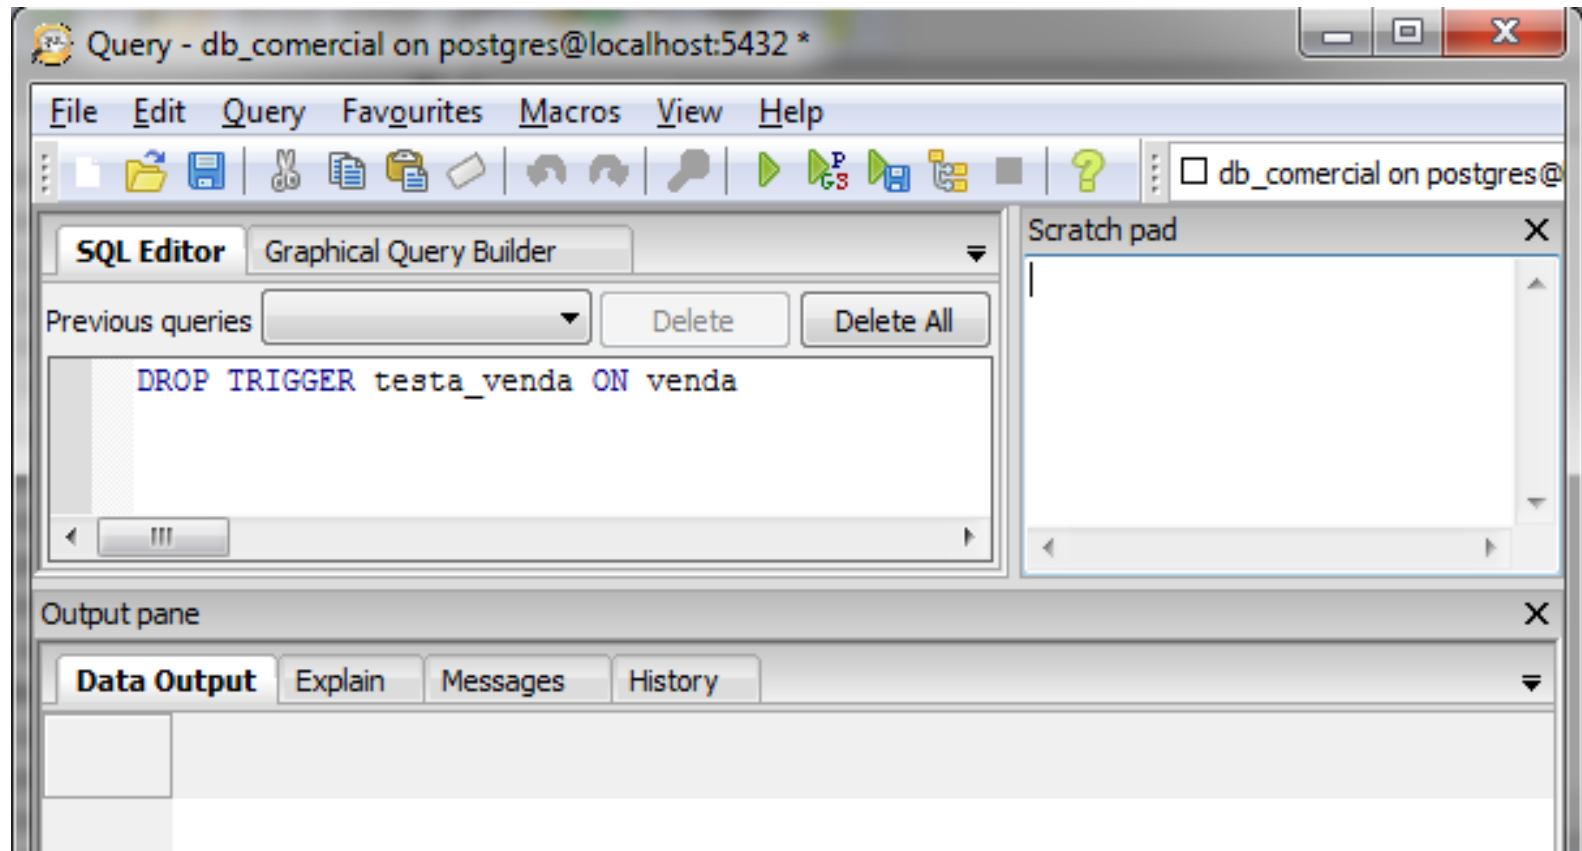 Query - db_comercial on postgres@localhost:5432 *
File Edit Query Favourites Macros View Help
db_comercial on postgres@
SQL Editor Graphical Query Builder
Scratch pad
Previous queries Delete Delete All
DROP TRIGGER testa_venda ON venda
Output pane
Data Output Explain Messages History